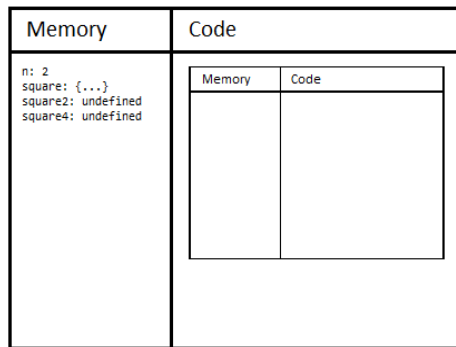 Memory
Code
n: 2
square: {...}
square2: undefined
square4: undefined
Memory
Code